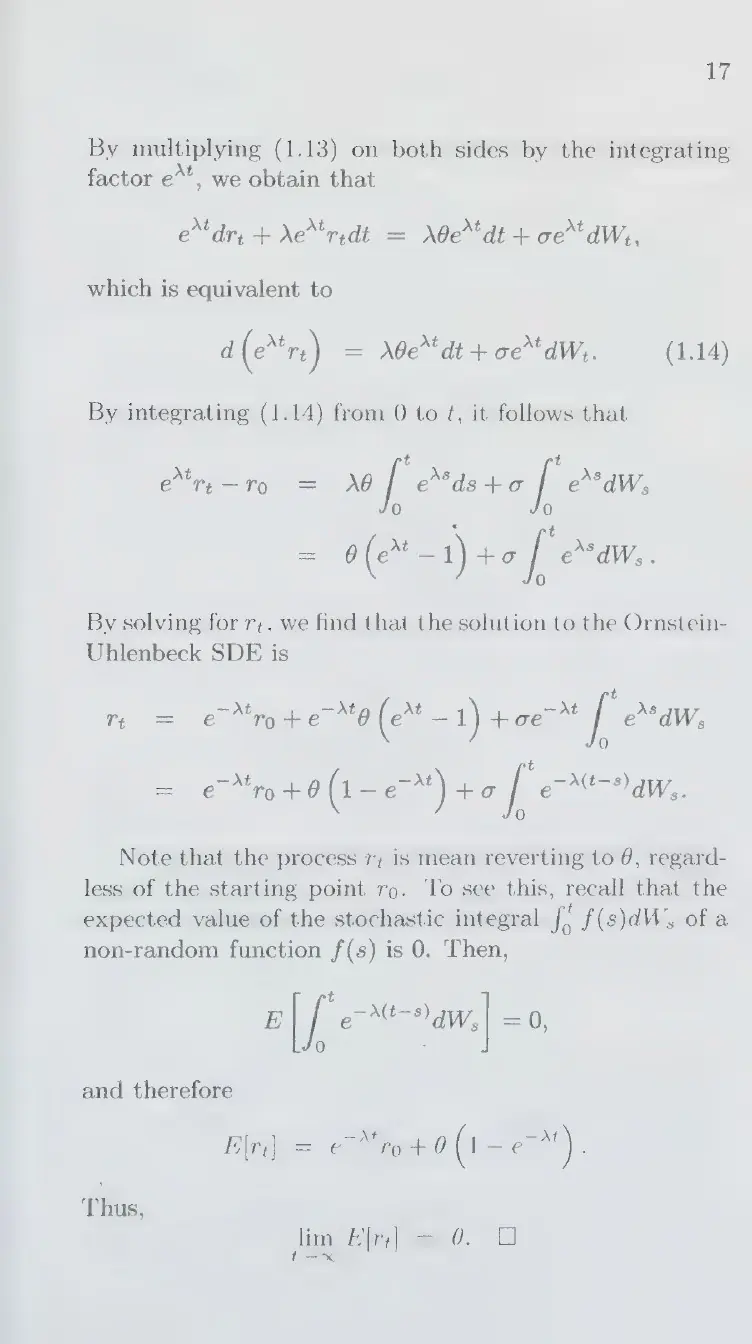 17
By multiplying (1.13) on both sides by the integrating
factor e^{λt}, we obtain that
e^{λt}dr_t + λe^{λt}r_tdt = λθe^{λt}dt + σe^{λt}dW_t,
which is equivalent to
d(e^{λt}r_t) = λθe^{λt}dt + σe^{λt}dW_t. (1.14)
By integrating (1.14) from 0 to t, it follows that
e^{λt}r_t − r_0 = λθ ∫_0^t e^{λs}ds + σ ∫_0^t e^{λs}dW_s
= θ(e^{λt} − 1) + σ ∫_0^t e^{λs}dW_s.
By solving for r_t, we find that the solution to the Ornstein-
Uhlenbeck SDE is
r_t = e^{−λt}r_0 + e^{−λt}θ(e^{λt} − 1) + σe^{−λt} ∫_0^t e^{λs}dW_s
= e^{−λt}r_0 + θ(1 − e^{−λt}) + σ ∫_0^t e^{−λ(t−s)}dW_s.
Note that the process r_t is mean reverting to θ, regard-
less of the starting point r_0. To see this, recall that the
expected value of the stochastic integral ∫_0^t f(s)dW_s of a
non-random function f(s) is 0. Then,
E[∫_0^t e^{−λ(t−s)}dW_s] = 0,
and therefore
E[r_t] = e^{−λt}r_0 + θ(1 − e^{−λt}).
Thus,
lim_{t→∞} E[r_t] = θ. □